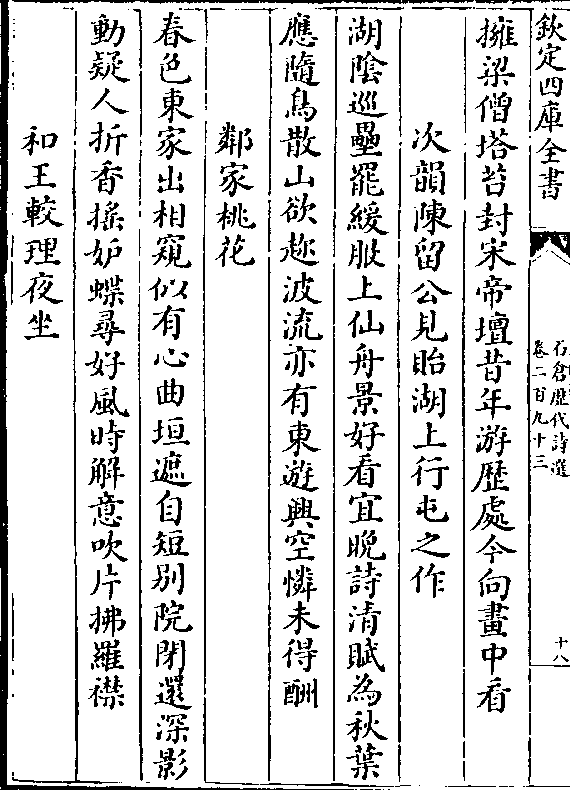 欽定四庫全書
石倉歷代詩選
卷二百九十三
十八
擁梁僧塔苔封宋帝壇昔年游歴處今向畫中看
次韻陳留公見貽湖上行屯之作
湖陰巡壘罷緩服上仙舟景好看宜晚詩清賦為秋葉
應隨鳥散山欲趂波流亦有東遊興空憐未得酬
鄰家桃花
春色東家出相窺似有心曲垣遮自短别院閉還深影
動疑人折香揺妒蝶尋好風時解意吹片拂羅襟
和王較理夜坐